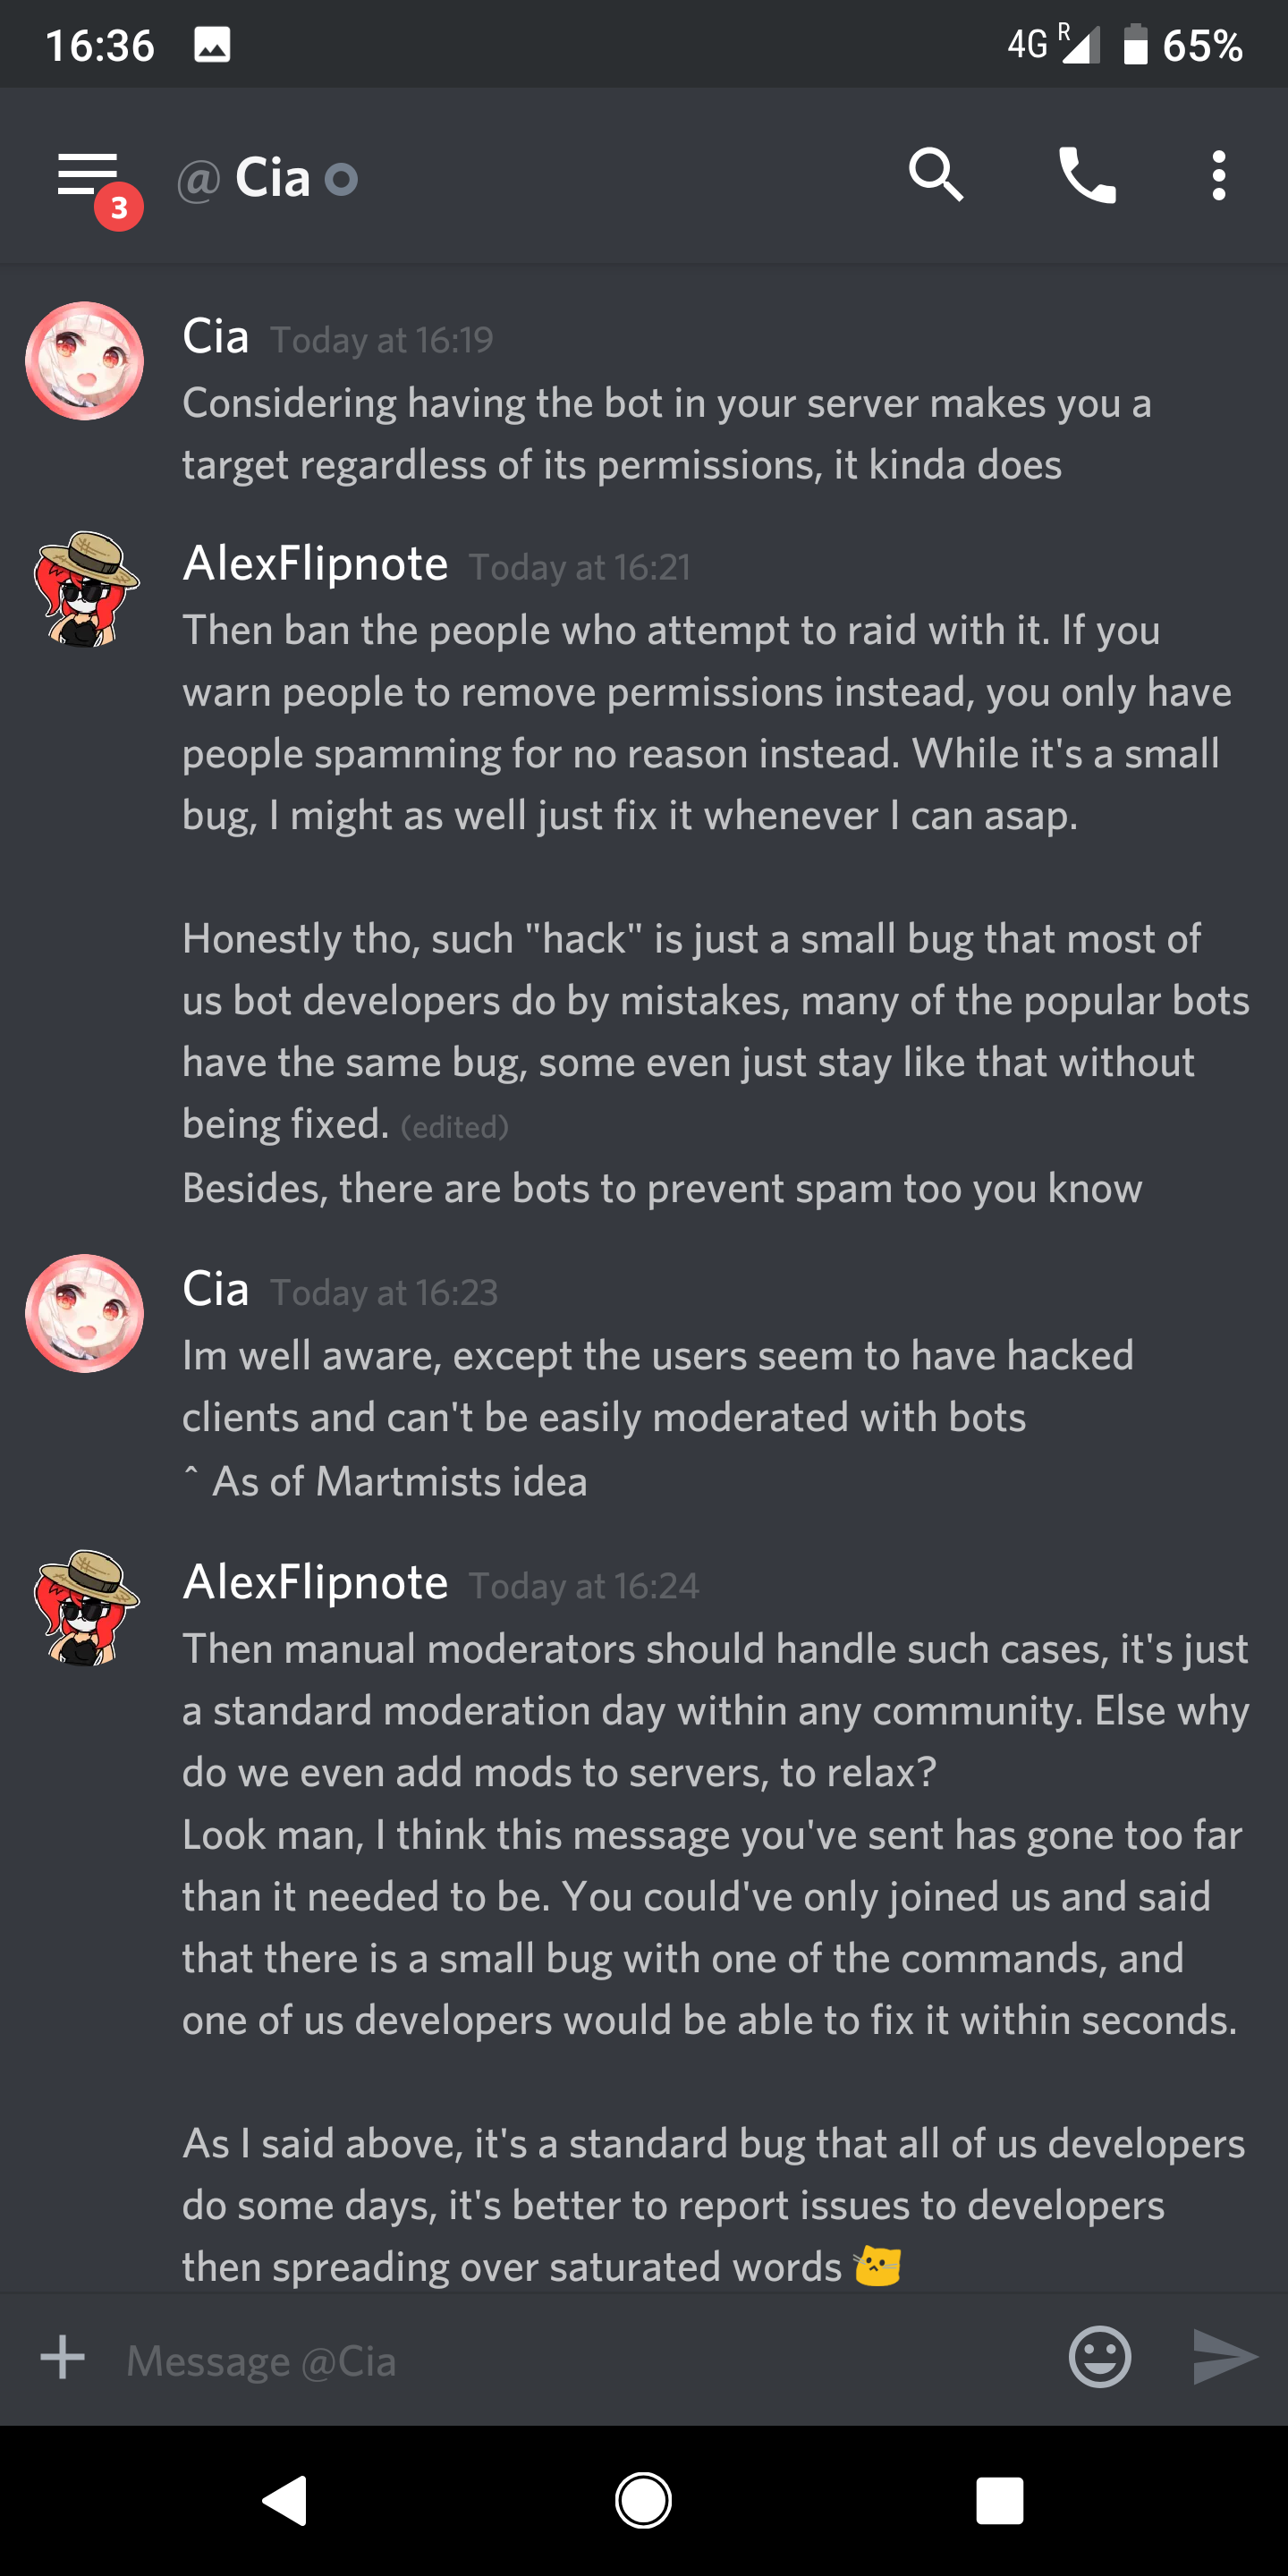 16:36
4G R 65%
3
@ Cia
Cia Today at 16:19
Considering having the bot in your server makes you a
target regardless of its permissions, it kinda does
AlexFlipnote Today at 16:21
Then ban the people who attempt to raid with it. If you
warn people to remove permissions instead, you only have
people spamming for no reason instead. While it's a small
bug, I might as well just fix it whenever I can asap.
Honestly tho, such "hack" is just a small bug that most of
us bot developers do by mistakes, many of the popular bots
have the same bug, some even just stay like that without
being fixed. (edited)
Besides, there are bots to prevent spam too you know
Cia Today at 16:23
Im well aware, except the users seem to have hacked
clients and can't be easily moderated with bots
^ As of Martmists idea
AlexFlipnote Today at 16:24
Then manual moderators should handle such cases, it's just
a standard moderation day within any community. Else why
do we even add mods to servers, to relax?
Look man, I think this message you've sent has gone too far
than it needed to be. You could've only joined us and said
that there is a small bug with one of the commands, and
one of us developers would be able to fix it within seconds.
As I said above, it's a standard bug that all of us developers
do some days, it's better to report issues to developers
then spreading over saturated words
Message @Cia